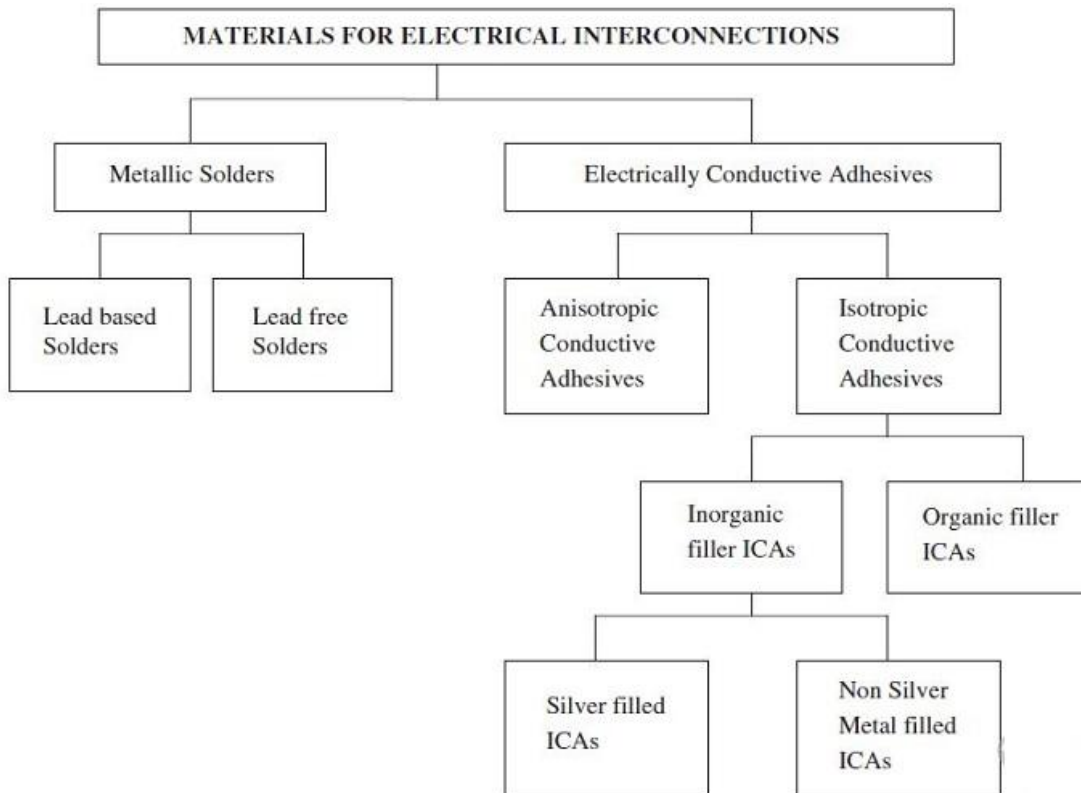 MATERIALS FOR ELECTRICAL INTERCONNECTIONS
Metallic Solders
Electrically Conductive Adhesives
Lead based
Solders
Lead free
Solders
Anisotropic
Conductive
Adhesives
Isotropic
Conductive
Adhesives
Inorganic
filler ICAs
Organic filler
ICAs
Silver filled
ICAs
Non Silver
Metal filled
ICAs